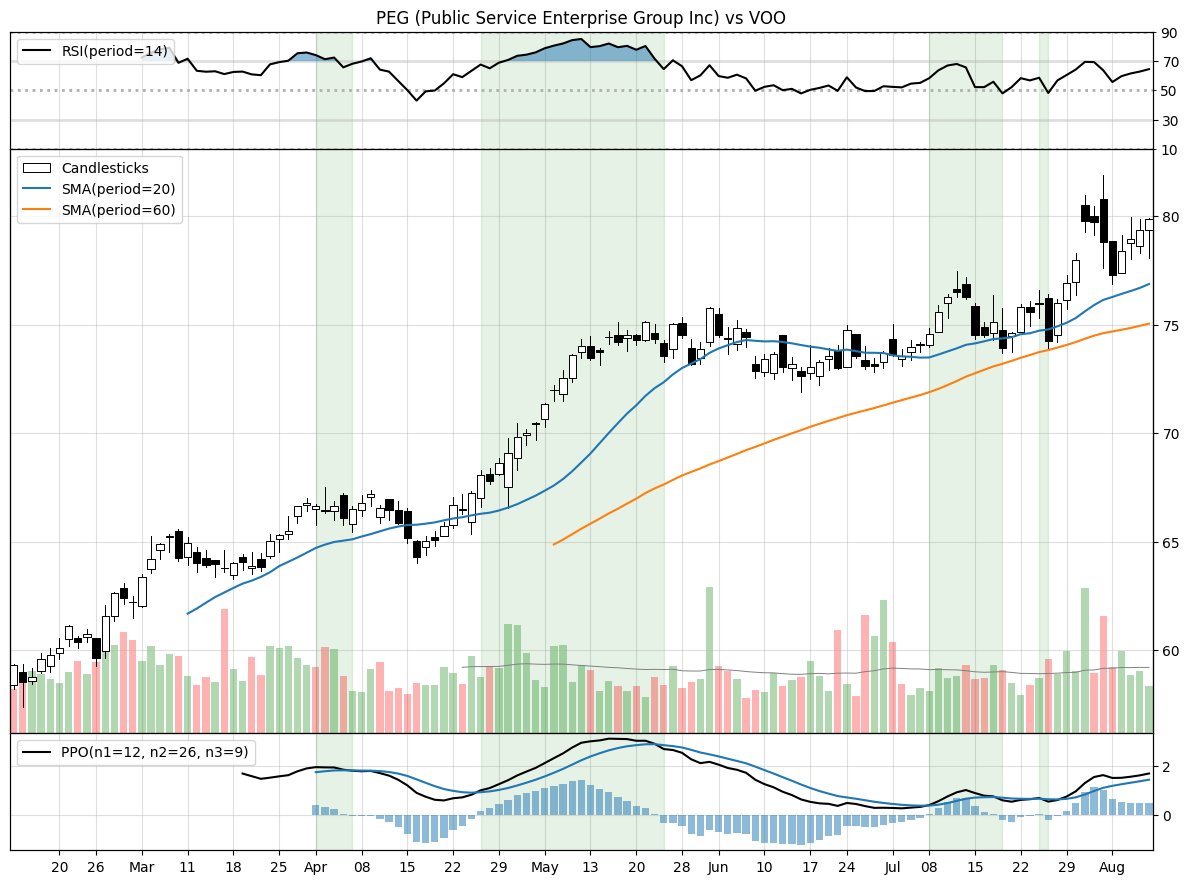 PEG (Public Service Enterprise Group Inc) vs VOO
RSI(period=14)
90
70
50
30
10
Candlesticks
SMA(period=20)
SMA(period=60)
80
75
70
65
60
PPO(n1=12, n2=26, n3=9)
2
0
20 26 Mar 11 18 25 Apr 08 15 22 29 May 13 20 28 Jun 10 17 24 Jul 08 15 22 29 Aug